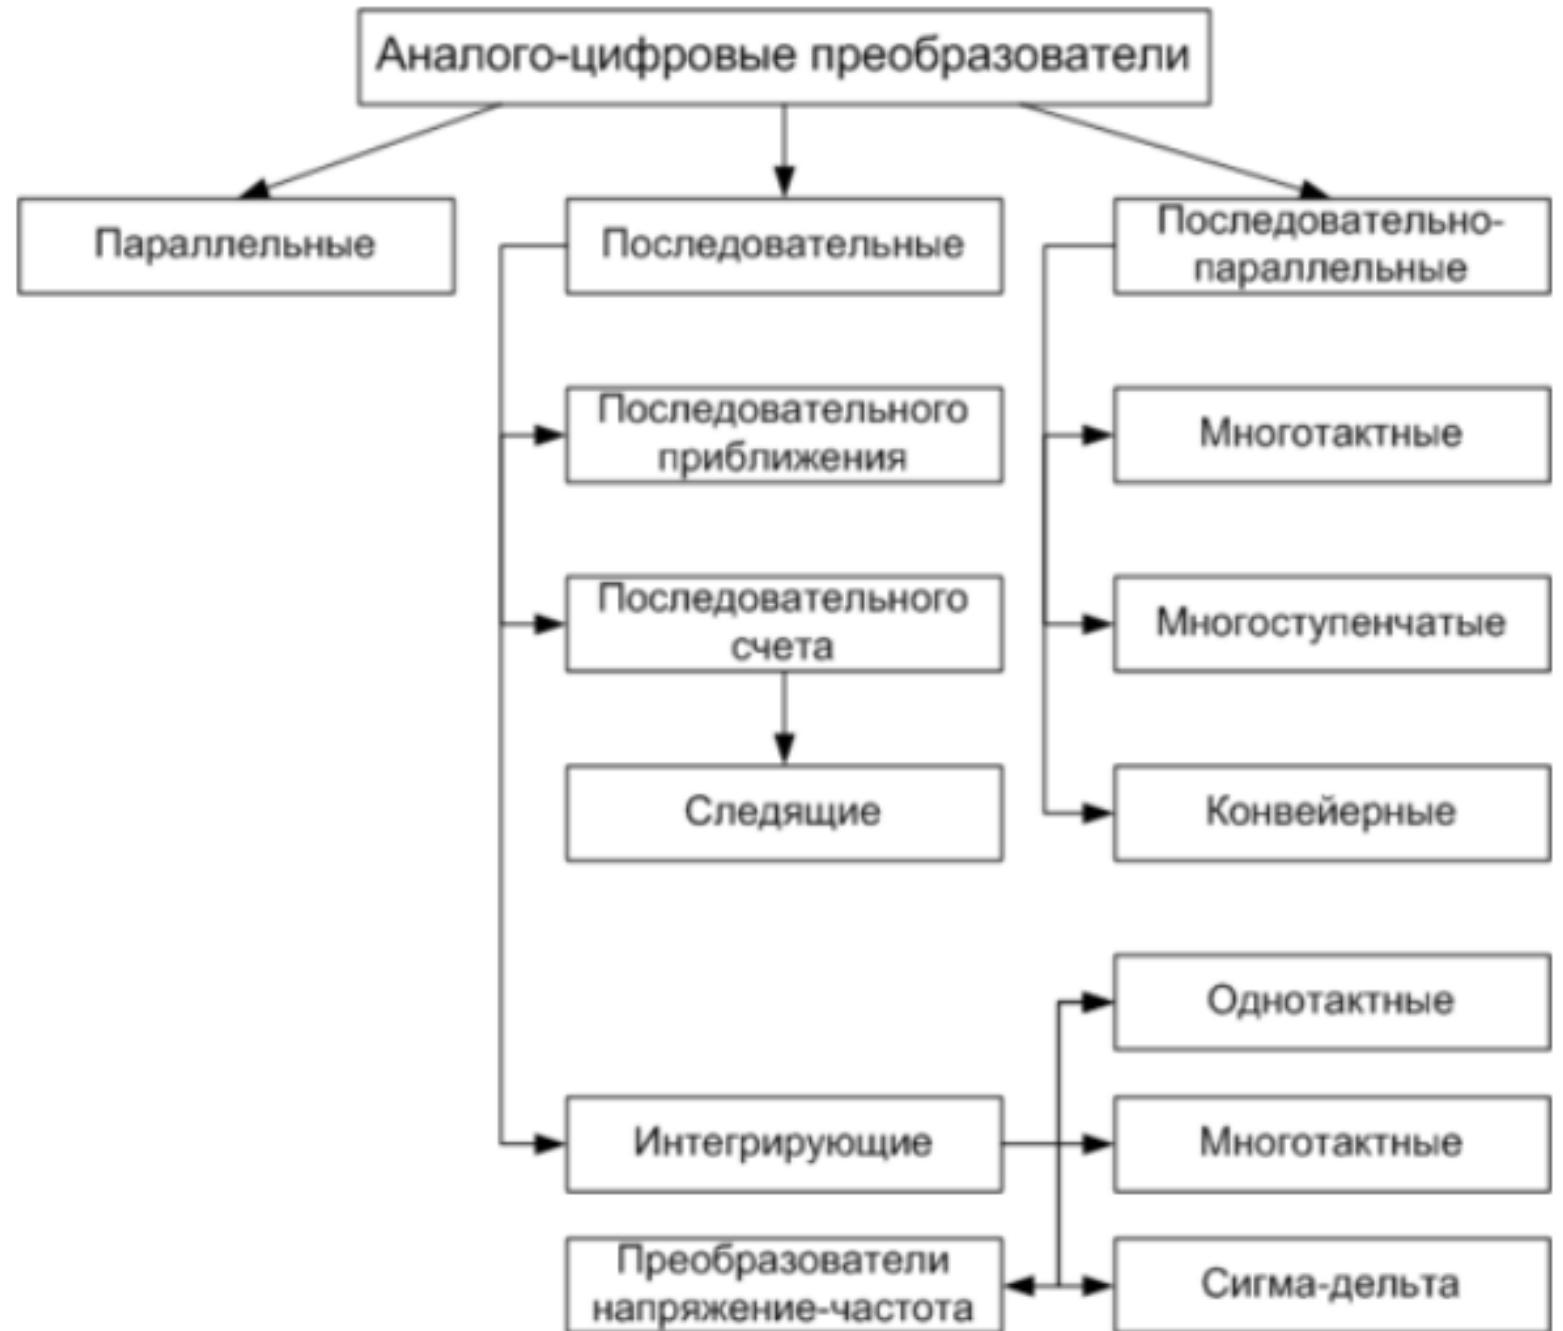 Аналого-цифровые преобразователи
Параллельные
Последовательные
Последовательно-
параллельные
Последовательного
приближения
Многотактные
Последовательного
счета
Многоступенчатые
Следящие
Конвейерные
Однотактные
Интегрирующие
Многотактные
Преобразователи
напряжение-частота
Сигма-дельта